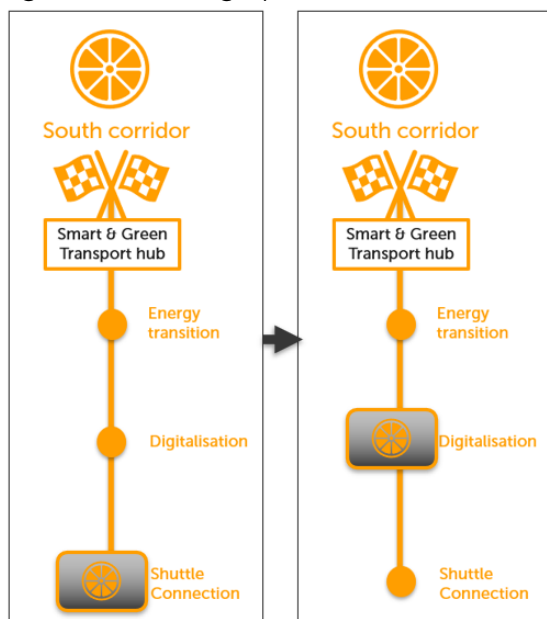 South corridor
Smart & Green
Transport hub
Energy
transition
Digitalisation
Shuttle
Connection
South corridor
Smart & Green
Transport hub
Energy
transition
Digitalisation
Shuttle
Connection